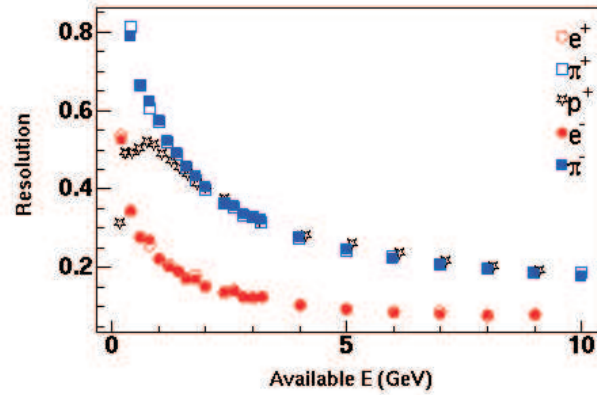 0.8
0.6
0.4
0.2
Resolution
0
5
10
Available E (GeV)
e+
π+
p+
e-
π-